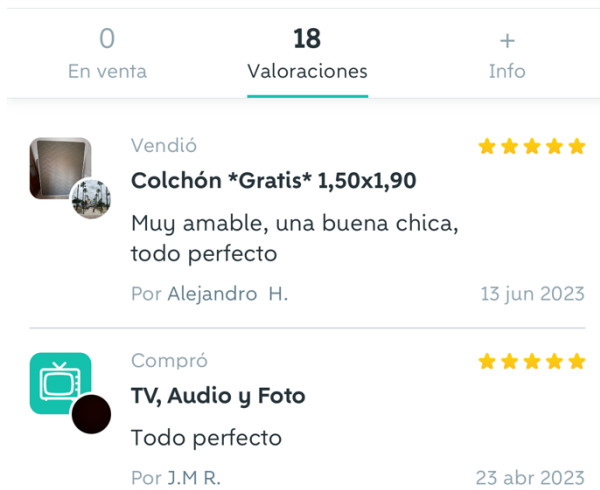 0 18 +
En venta Valoraciones Info
Vendió
Colchón *Gratis* 1,50x1,90
Muy amable, una buena chica,
todo perfecto
Por Alejandro H. 13 jun 2023
Compró
TV, Audio y Foto
Todo perfecto
Por J.M R. 23 abr 2023